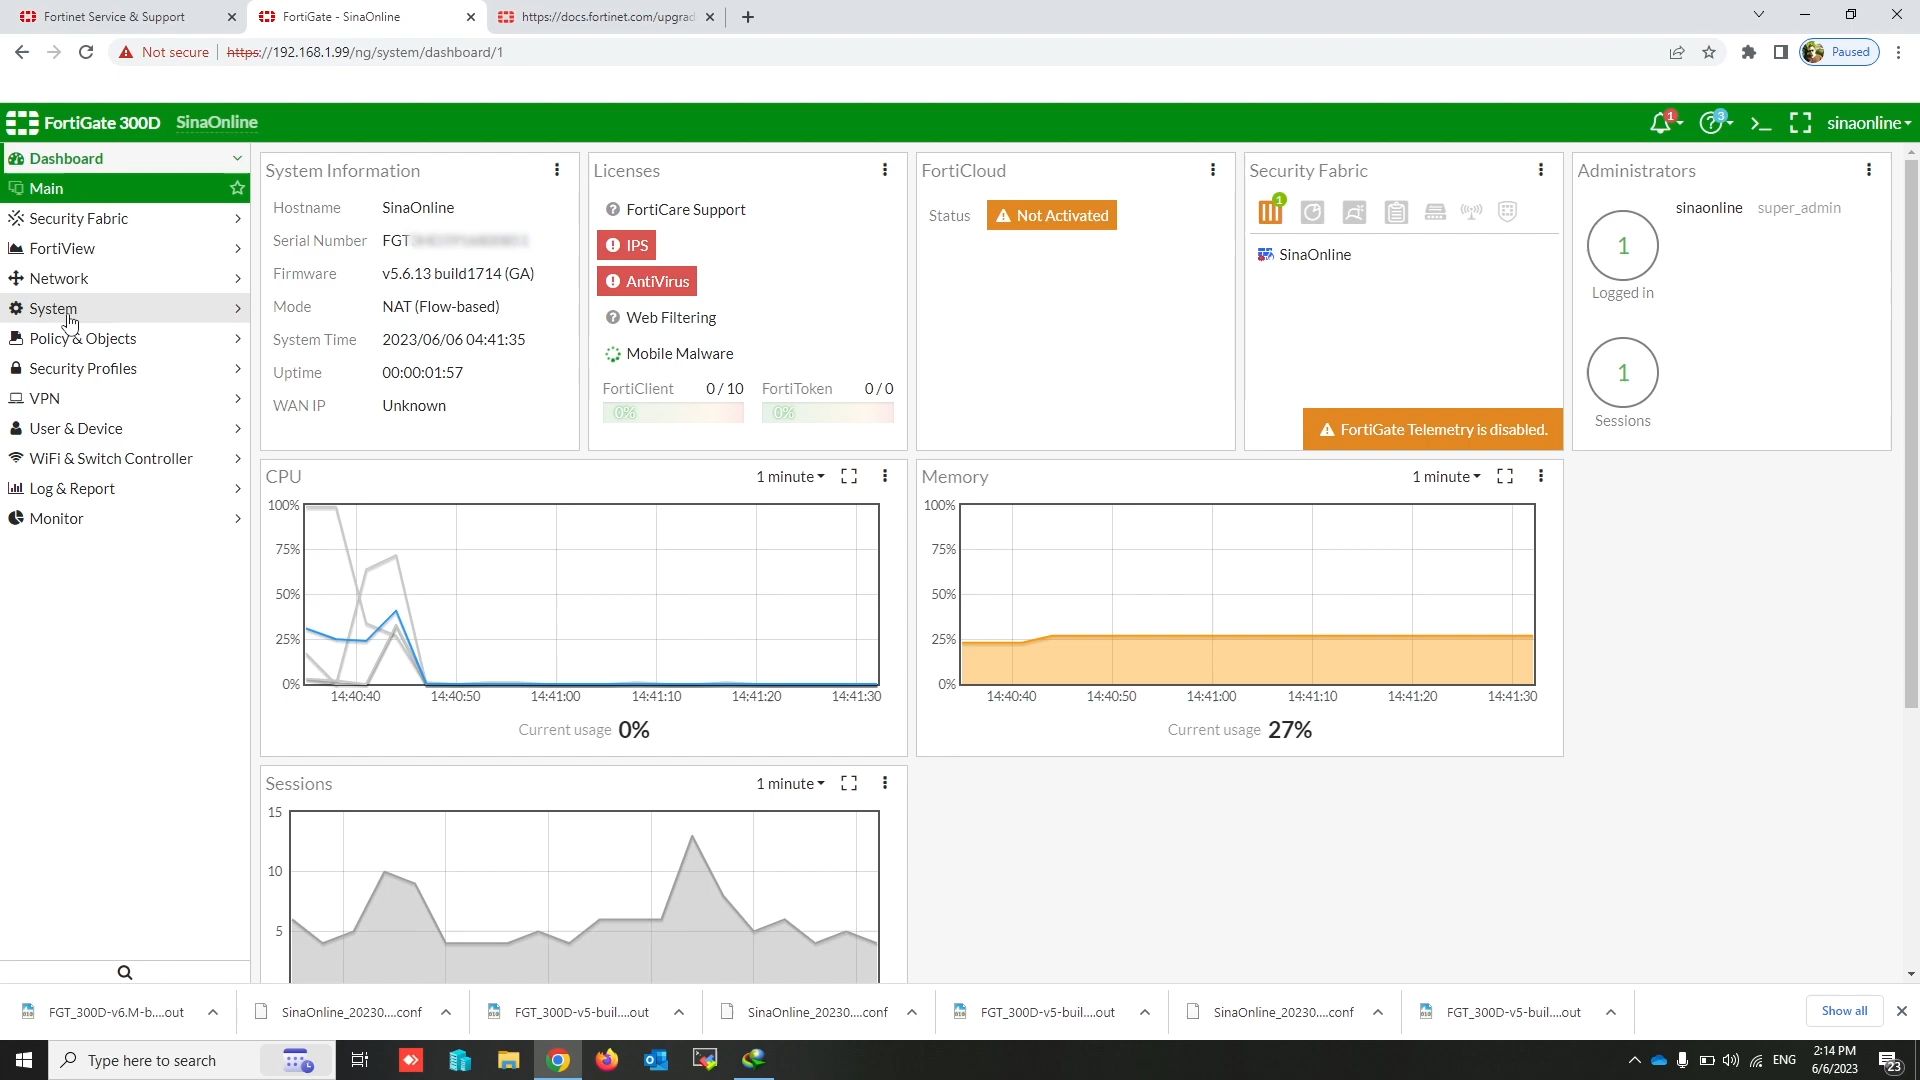 Fortinet Service & Support
FortiGate - SinaOnline
https://docs.fortinet.com/upgrad
Not secure
https://192.168.1.99/ng/system/dashboard/1
Paused
FortiGate 300D
SinaOnline
1
3
sinaonline
Dashboard
Main
Security Fabric
FortiView
Network
System
Policy & Objects
Security Profiles
VPN
User & Device
WiFi & Switch Controller
Log & Report
Monitor
System Information
Hostname SinaOnline
Serial Number FGT
Firmware v5.6.13 build1714 (GA)
Mode NAT (Flow-based)
System Time 2023/06/06 04:41:35
Uptime 00:00:01:57
WAN IP Unknown
Licenses
FortiCare Support
IPS
AntiVirus
Web Filtering
Mobile Malware
FortiClient 0 / 10 FortiToken 0 / 0
0% 0%
FortiCloud
Status Not Activated
Security Fabric
1
SinaOnline
FortiGate Telemetry is disabled.
Administrators
1
Logged in
sinaonline super_admin
1
Sessions
CPU 1 minute
100%
75%
50%
25%
0%
14:40:40 14:40:50 14:41:00 14:41:10 14:41:20 14:41:30
Current usage 0%
Memory 1 minute
100%
75%
50%
25%
0%
14:40:40 14:40:50 14:41:00 14:41:10 14:41:20 14:41:30
Current usage 27%
Sessions 1 minute
15
10
5
FGT_300D-v6.M-b....out
SinaOnline_20230....conf
FGT_300D-v5-buil....out
SinaOnline_20230....conf
FGT_300D-v5-buil....out
SinaOnline_20230....conf
FGT_300D-v5-buil....out
Show all
Type here to search
ENG
2:14 PM
6/6/2023
23